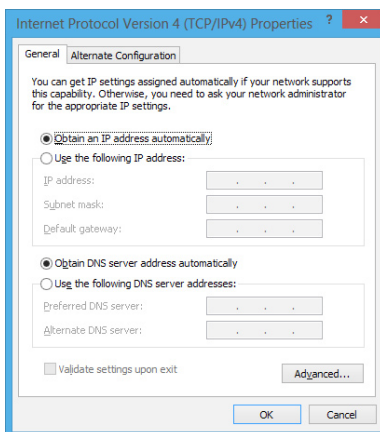 Internet Protocol Version 4 (TCP/IPv4) Properties ? ×
General Alternate Configuration
You can get IP settings assigned automatically if your network supports
this capability. Otherwise, you need to ask your network administrator
for the appropriate IP settings.
Obtain an IP address automatically
Use the following IP address:
IP address:
Subnet mask:
Default gateway:
Obtain DNS server address automatically
Use the following DNS server addresses:
Preferred DNS server:
Alternate DNS server:
Validate settings upon exit
Advanced...
OK Cancel